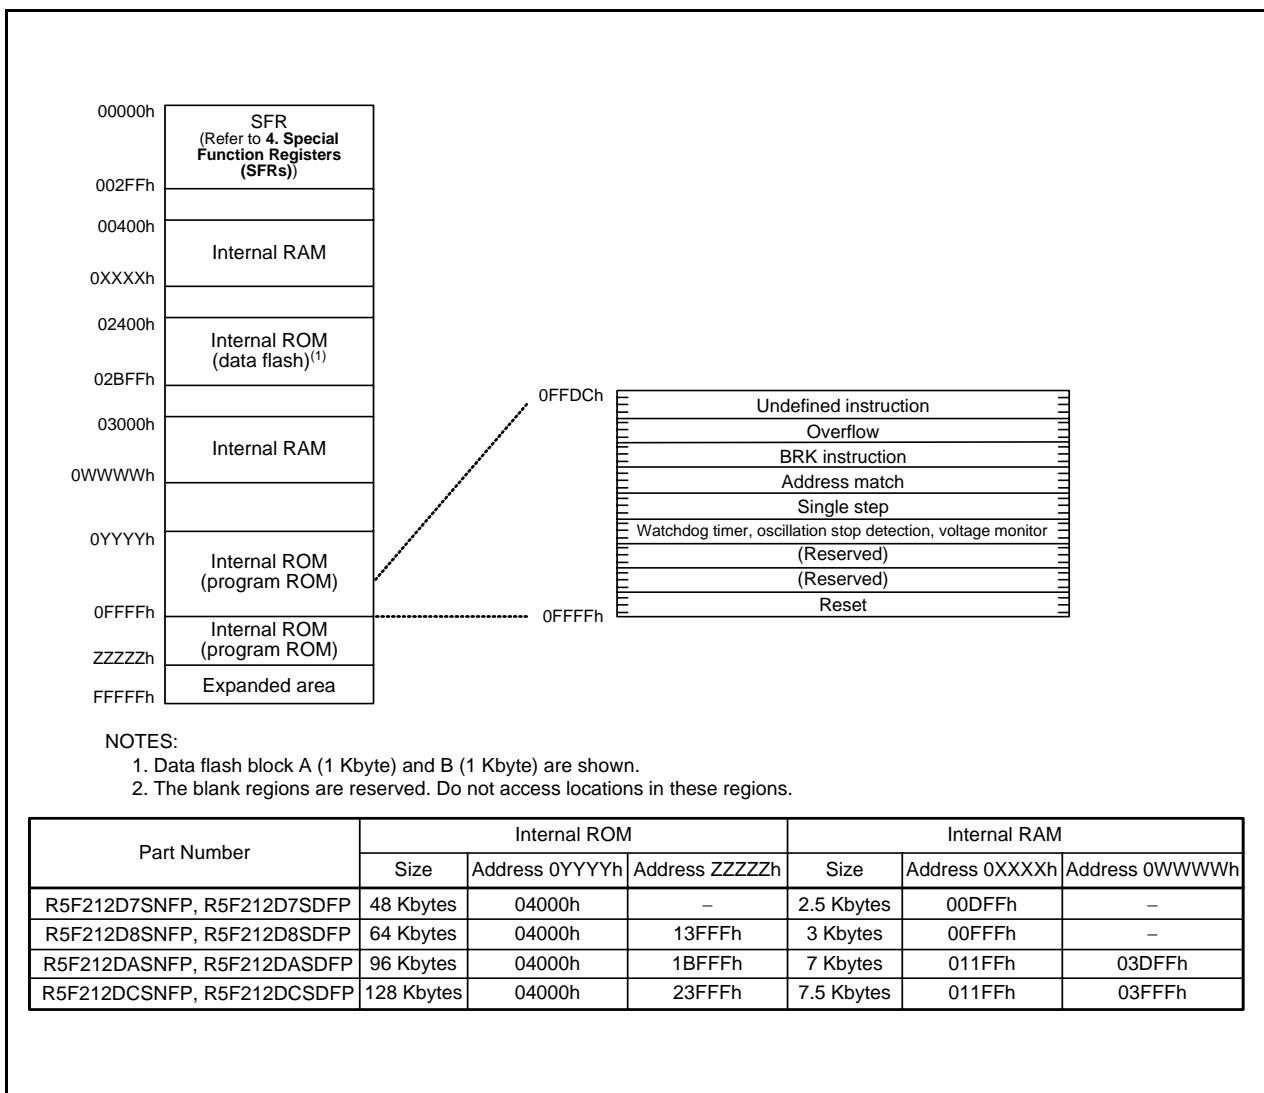 00000h
SFR
(Refer to 4. Special
Function Registers
(SFRs))
002FFh
00400h
Internal RAM
0XXXXh
02400h
Internal ROM
(data flash)(1)
02BFFh
03000h
Internal RAM
0WWWWh
0YYYYh
Internal ROM
(program ROM)
0FFFFh
Internal ROM
(program ROM)
ZZZZZh
Expanded area
FFFFFh
0FFDCh
Undefined instruction
Overflow
BRK instruction
Address match
Single step
Watchdog timer, oscillation stop detection, voltage monitor
(Reserved)
(Reserved)
Reset
0FFFFh
NOTES:
1. Data flash block A (1 Kbyte) and B (1 Kbyte) are shown.
2. The blank regions are reserved. Do not access locations in these regions.
Part Number Internal ROM Internal RAM
Size Address 0YYYYh Address ZZZZZh Size Address 0XXXXh Address 0WWWWh
R5F212D7SNFP, R5F212D7SDFP 48 Kbytes 04000h – 2.5 Kbytes 00DFFh –
R5F212D8SNFP, R5F212D8SDFP 64 Kbytes 04000h 13FFFh 3 Kbytes 00FFFh –
R5F212DASNFP, R5F212DASDFP 96 Kbytes 04000h 1BFFFh 7 Kbytes 011FFh 03DFFh
R5F212DCSNFP, R5F212DCSDFP 128 Kbytes 04000h 23FFFh 7.5 Kbytes 011FFh 03FFFh